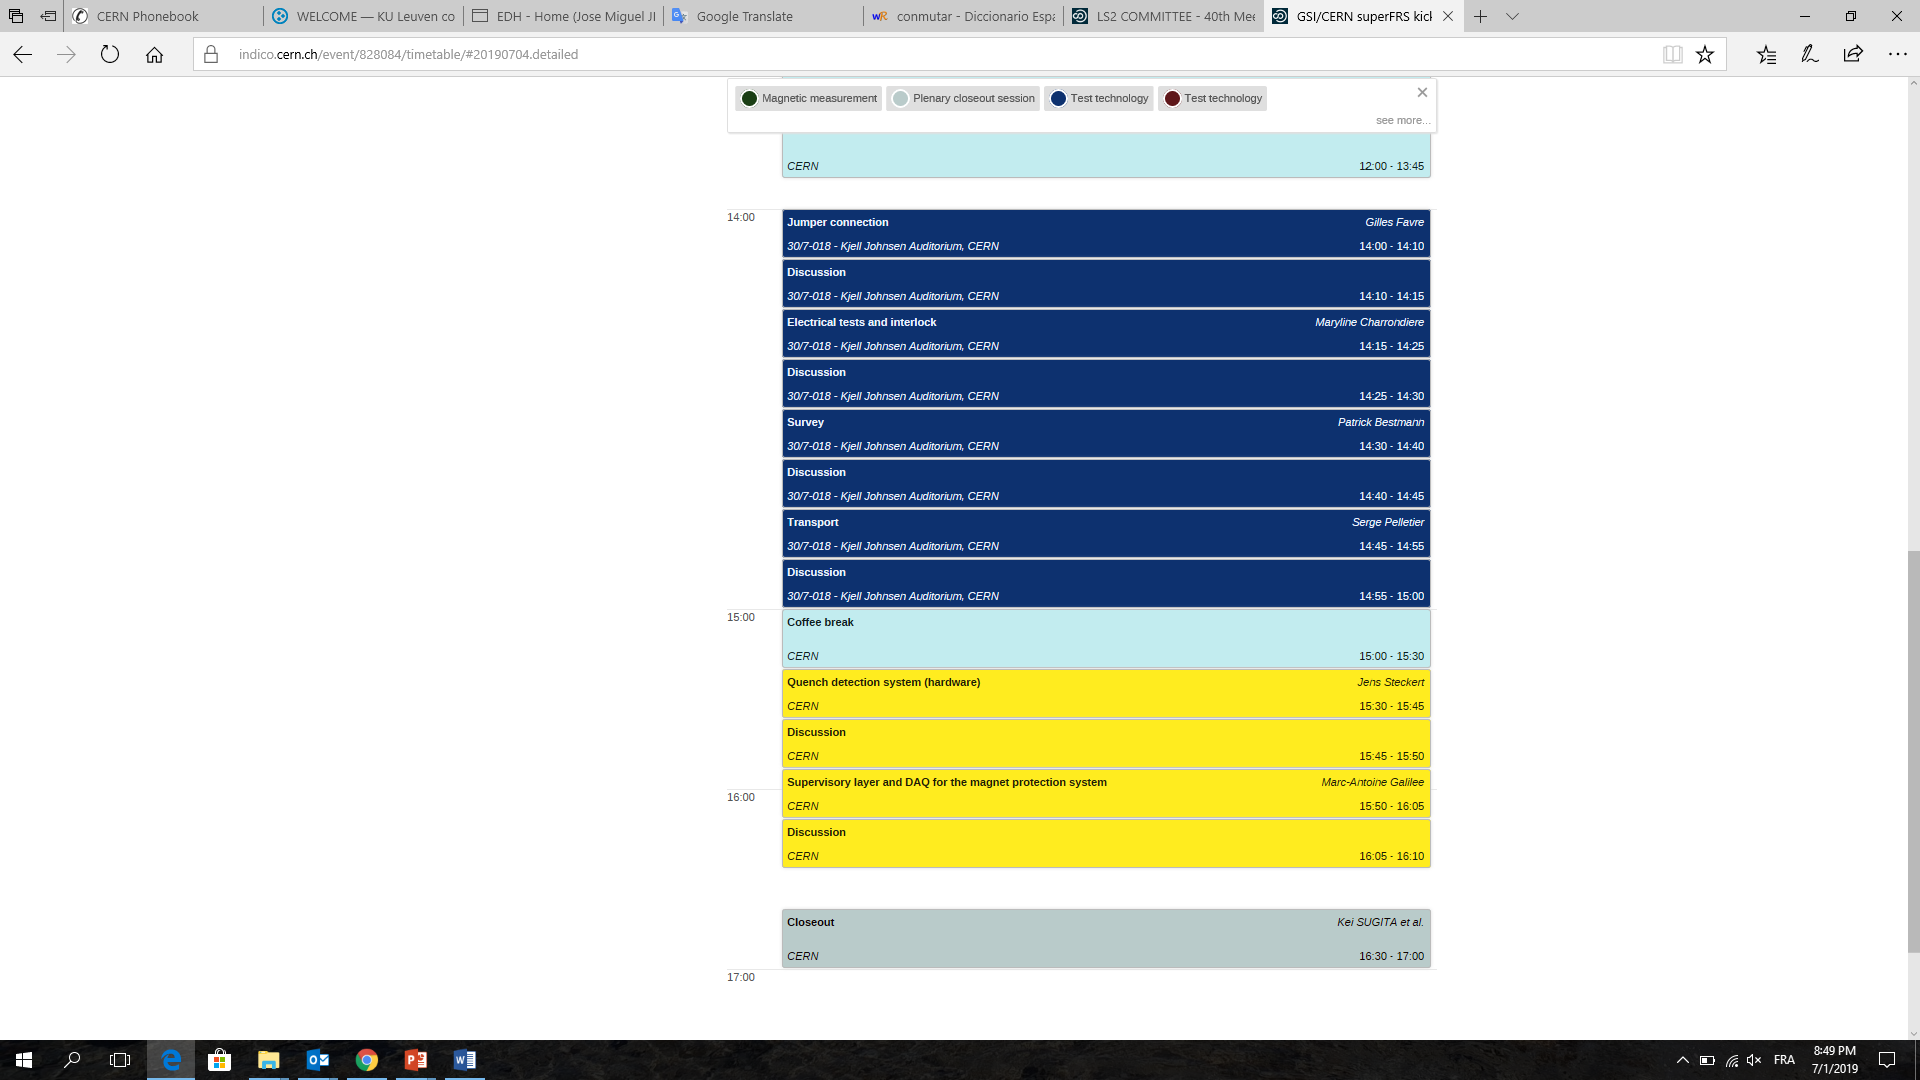 CERN Phonebook
WELCOME — KU Leuven co
EDH - Home (Jose Miguel JI
Google Translate
conmutar - Diccionario Espa
LS2 COMMITTEE - 40th Mee
GSI/CERN superFRS kick
indico.cern.ch/event/828084/timetable/#20190704.detailed
Magnetic measurement
Plenary closeout session
Test technology
Test technology
see more...
CERN 12:00 - 13:45
14:00
Jumper connection Gilles Favre
30/7-018 - Kjell Johnsen Auditorium, CERN 14:00 - 14:10
Discussion
30/7-018 - Kjell Johnsen Auditorium, CERN 14:10 - 14:15
Electrical tests and interlock Maryline Charrondiere
30/7-018 - Kjell Johnsen Auditorium, CERN 14:15 - 14:25
Discussion
30/7-018 - Kjell Johnsen Auditorium, CERN 14:25 - 14:30
Survey Patrick Bestmann
30/7-018 - Kjell Johnsen Auditorium, CERN 14:30 - 14:40
Discussion
30/7-018 - Kjell Johnsen Auditorium, CERN 14:40 - 14:45
Transport Serge Pelletier
30/7-018 - Kjell Johnsen Auditorium, CERN 14:45 - 14:55
Discussion
30/7-018 - Kjell Johnsen Auditorium, CERN 14:55 - 15:00
15:00
Coffee break
CERN 15:00 - 15:30
Quench detection system (hardware) Jens Steckert
CERN 15:30 - 15:45
Discussion
CERN 15:45 - 15:50
Supervisory layer and DAQ for the magnet protection system Marc-Antoine Galilee
16:00
CERN 15:50 - 16:05
Discussion
CERN 16:05 - 16:10
Closeout Kei SUGITA et al.
CERN 16:30 - 17:00
17:00
FRA
8:49 PM
7/1/2019